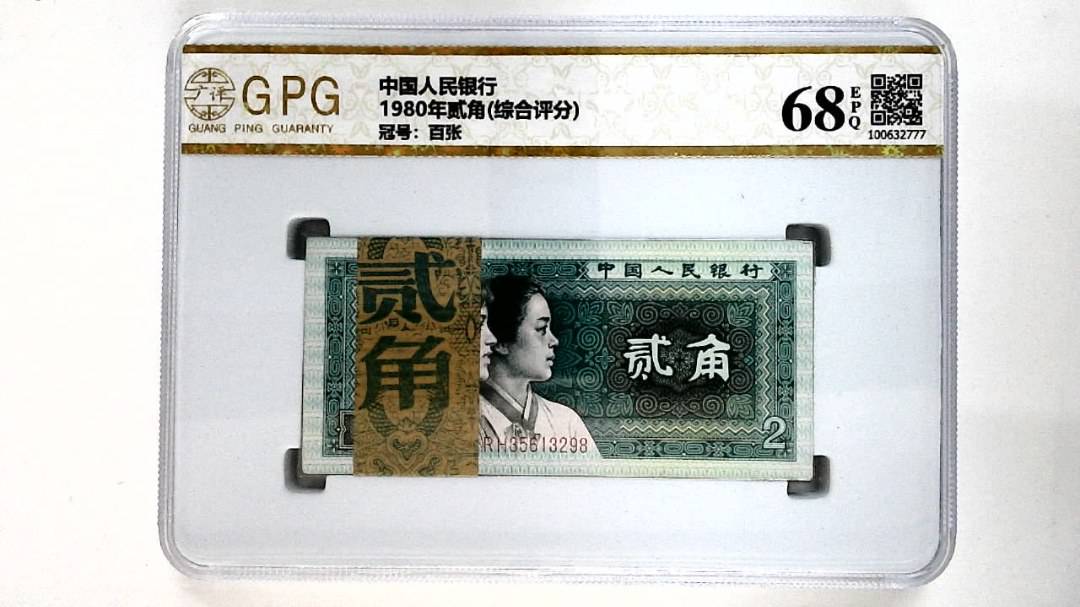 广评
GPG
GUANG PING GUARANTY
中国人民银行
1980年贰角(综合评分)
冠号：百张
68
EPQ
100632777
贰角
中国人民银行
贰角
RH35613298
2